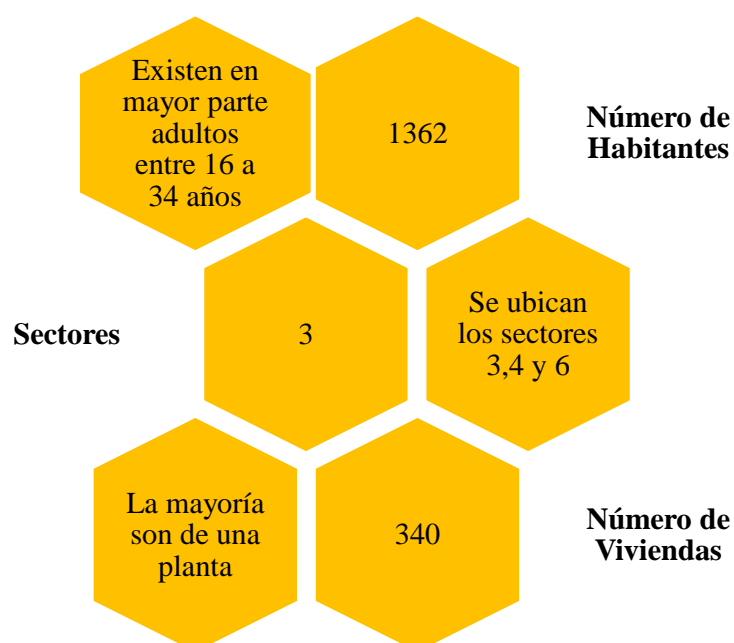 Existen en
mayor parte
adultos
entre 16 a
34 años
1362
Número de
Habitantes
Sectores
3
Se ubican
los sectores
3,4 y 6
La mayoría
son de una
planta
340
Número de
Viviendas